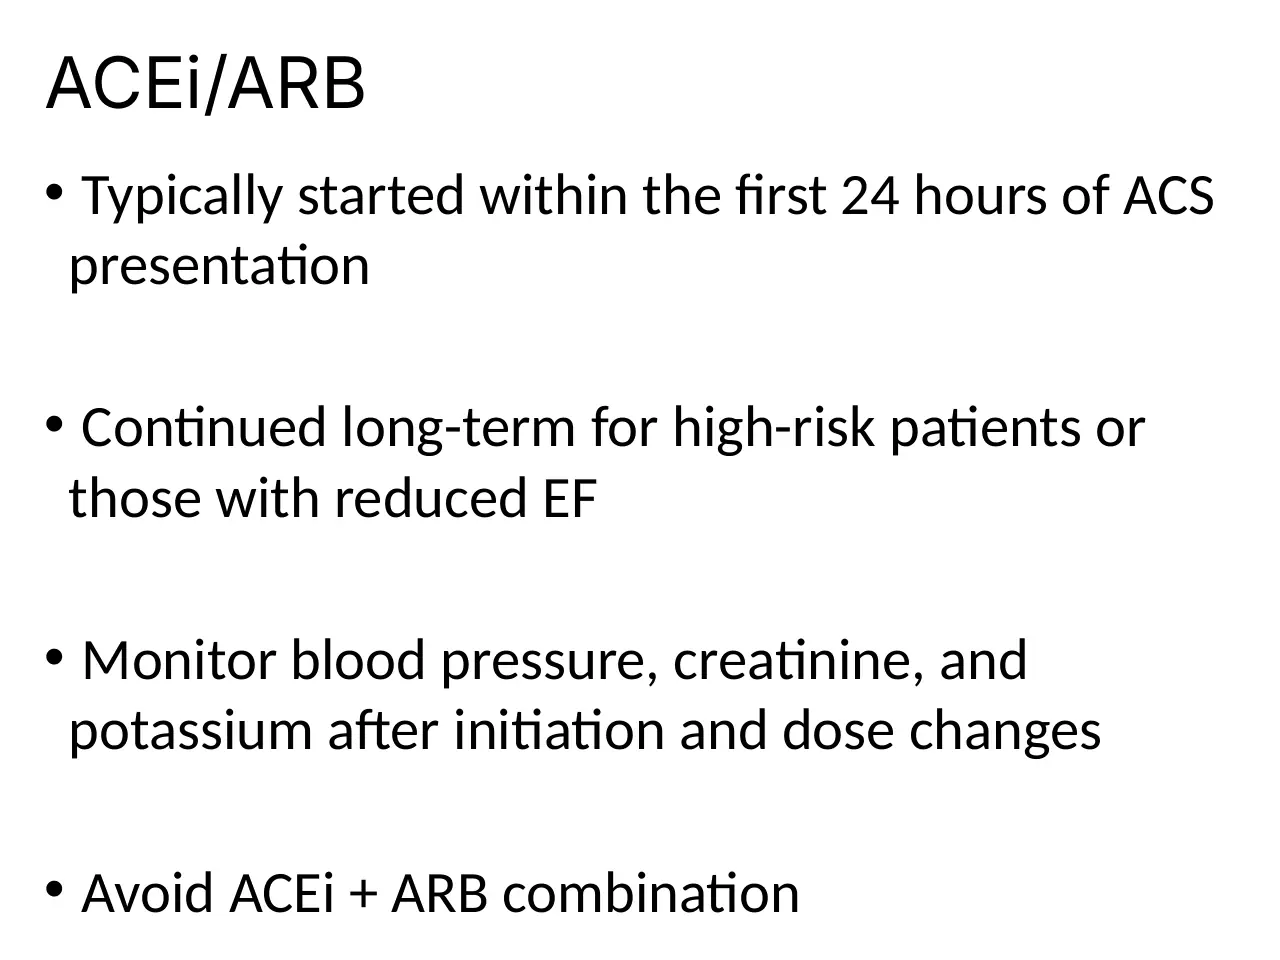 ACEi/ARB
• Typically started within the first 24 hours of ACS
presentation
• Continued long-term for high-risk patients or
those with reduced EF
• Monitor blood pressure, creatinine, and
potassium after initiation and dose changes
• Avoid ACEi + ARB combination